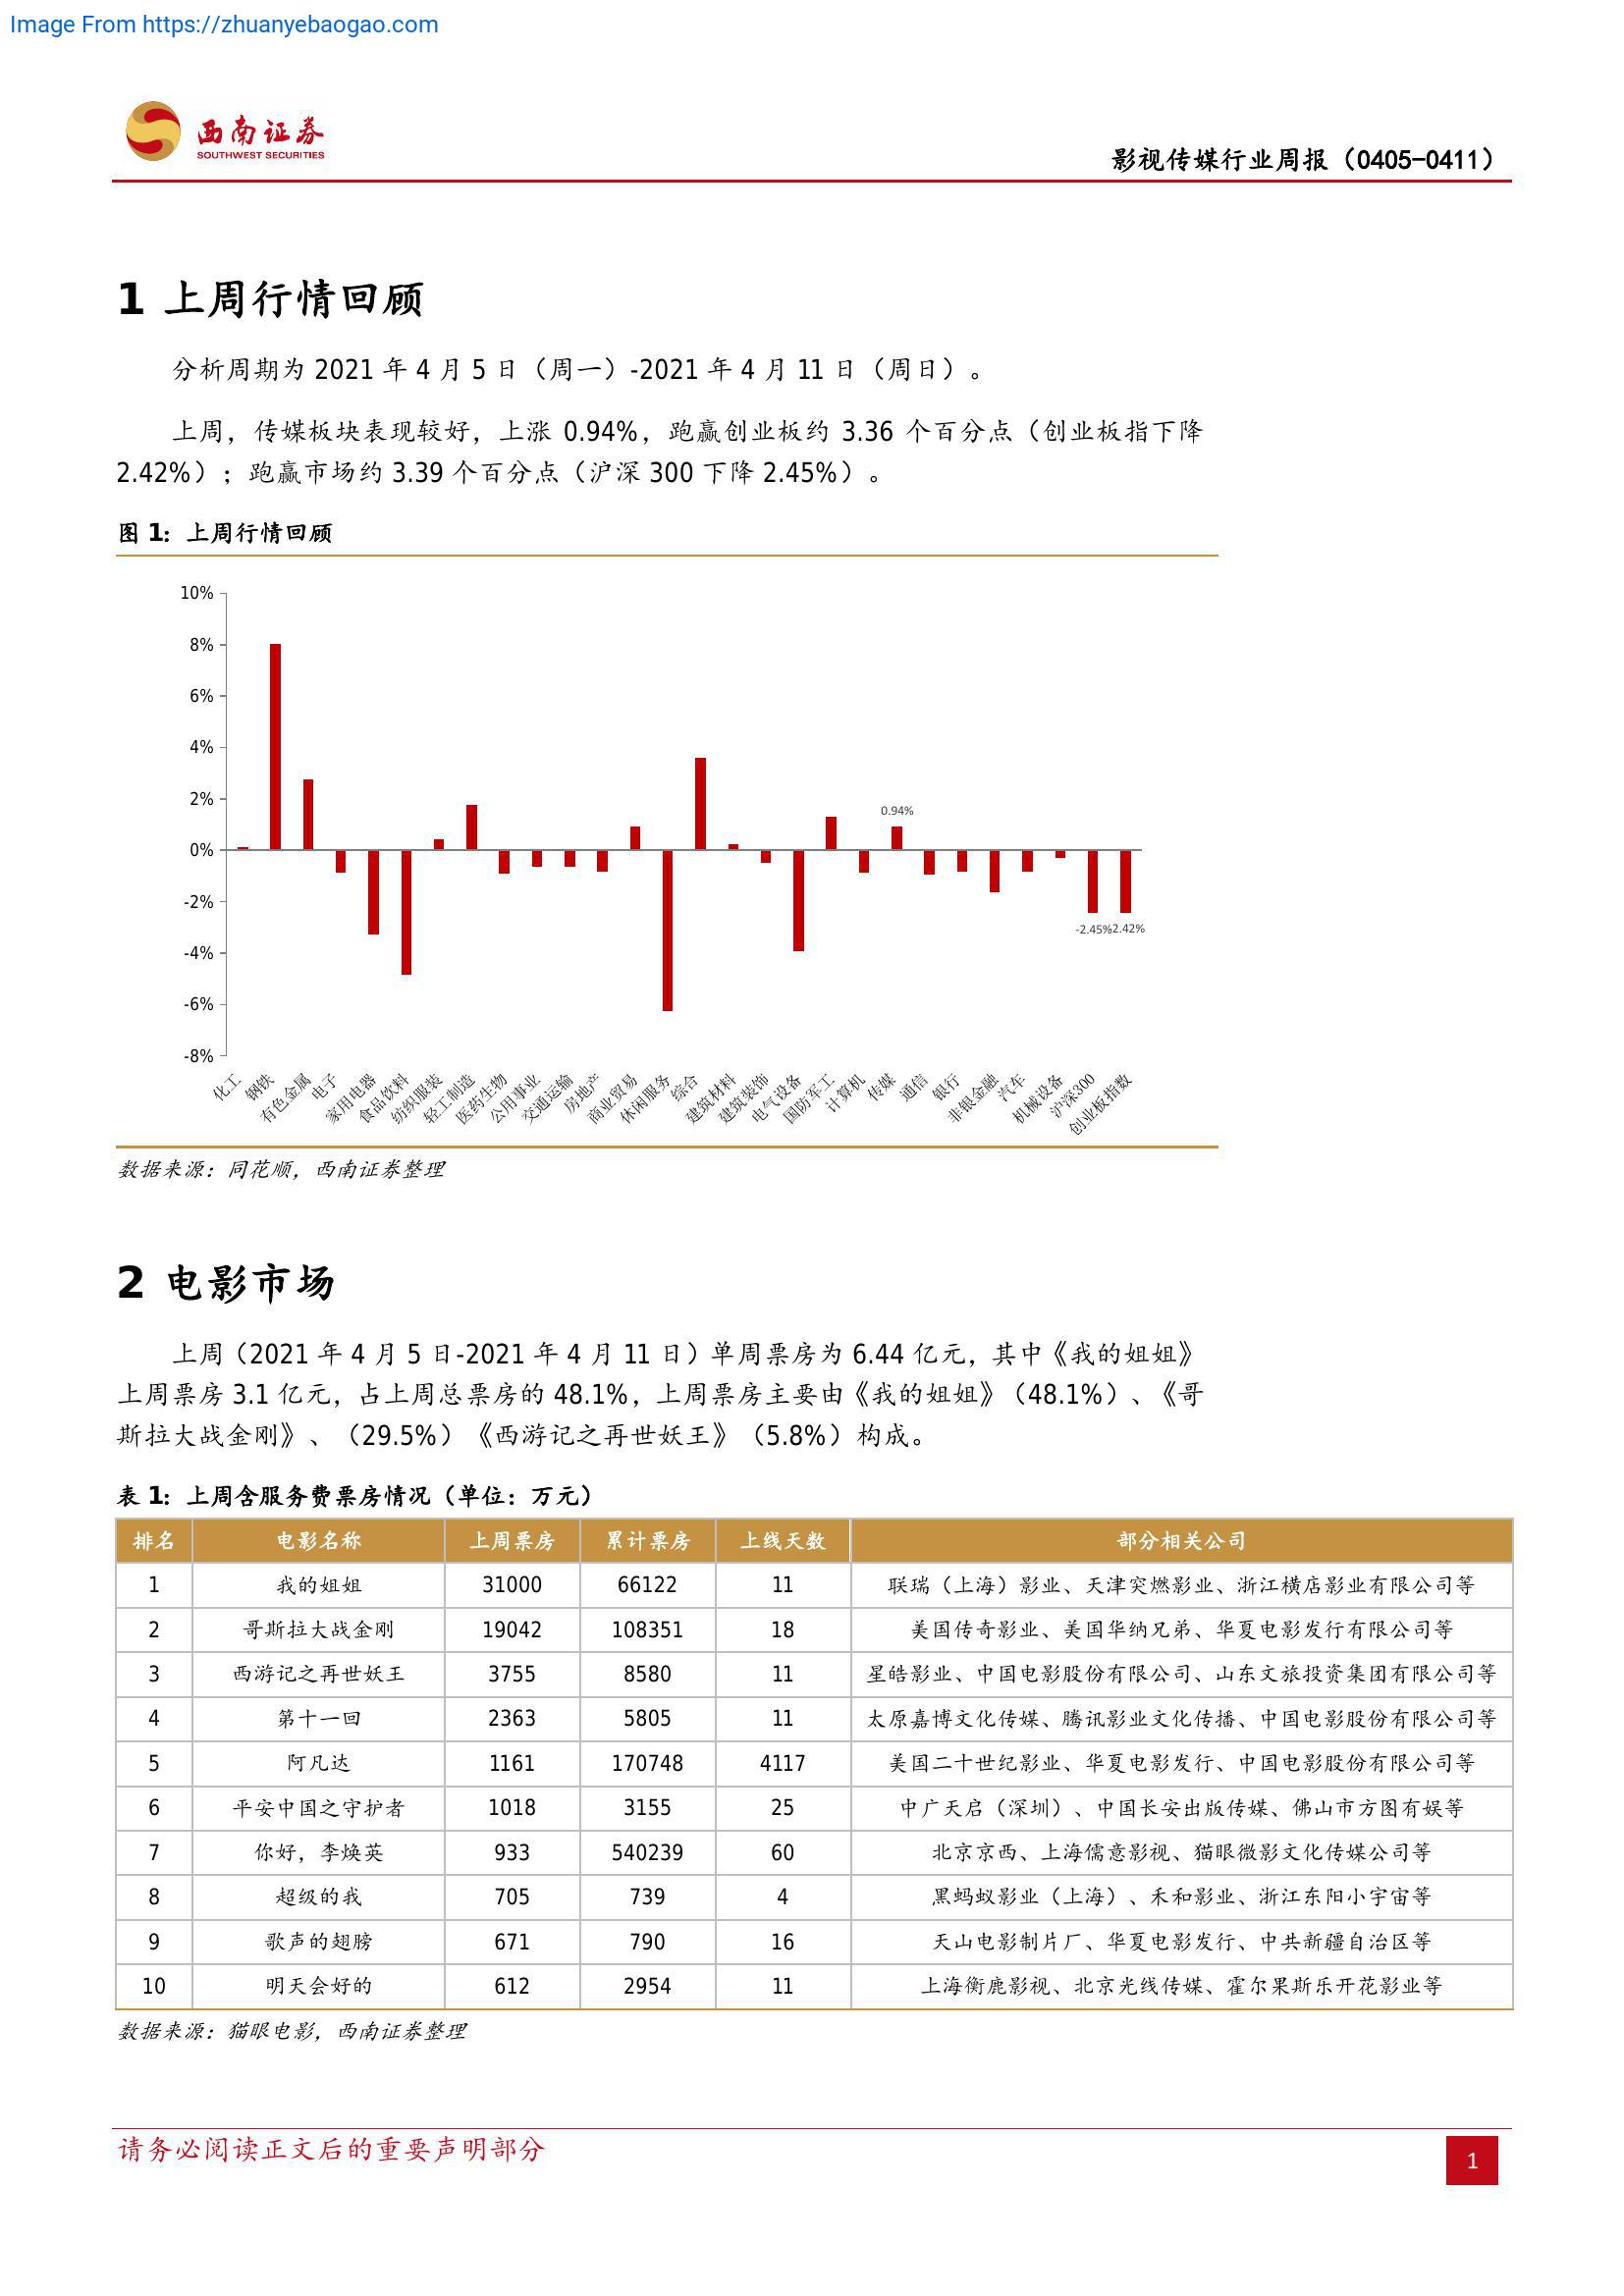 Image From https://zhuanyebaogao.com
西南证券
SOUTHWEST SECURITIES
影视传媒行业周报（0405-0411）
1 上周行情回顾
分析周期为 2021 年 4 月 5 日（周一）-2021 年 4 月 11 日（周日）。
上周，传媒板块表现较好，上涨 0.94%，跑赢创业板约 3.36 个百分点（创业板指下降
2.42%）；跑赢市场约 3.39 个百分点（沪深 300 下降 2.45%）。
图 1：上周行情回顾
10%
8%
6%
4%
2%
0%
-2%
-4%
-6%
-8%
0.94%
-2.45%
2.42%
化工
钢铁
有色金属
电子
家用电器
食品饮料
纺织服装
轻工制造
医药生物
公用事业
交通运输
房地产
商业贸易
休闲服务
综合
建筑材料
建筑装饰
电气设备
国防军工
计算机
传媒
通信
银行
非银金融
汽车
机械设备
沪深300
创业板指数
数据来源：同花顺，西南证券整理
2 电影市场
上周（2021 年 4 月 5 日-2021 年 4 月 11 日）单周票房为 6.44 亿元，其中《我的姐姐》
上周票房 3.1 亿元，占上周总票房的 48.1%，上周票房主要由《我的姐姐》（48.1%）、《哥
斯拉大战金刚》、（29.5%）《西游记之再世妖王》（5.8%）构成。
表 1：上周含服务费票房情况（单位：万元）
排名 电影名称 上周票房 累计票房 上线天数 部分相关公司
1 我的姐姐 31000 66122 11 联瑞（上海）影业、天津突燃影业、浙江横店影业有限公司等
2 哥斯拉大战金刚 19042 108351 18 美国传奇影业、美国华纳兄弟、华夏电影发行有限公司等
3 西游记之再世妖王 3755 8580 11 星皓影业、中国电影股份有限公司、山东文旅投资集团有限公司等
4 第十一回 2363 5805 11 太原嘉博文化传媒、腾讯影业文化传播、中国电影股份有限公司等
5 阿凡达 1161 170748 4117 美国二十世纪影业、华夏电影发行、中国电影股份有限公司等
6 平安中国之守护者 1018 3155 25 中广天启（深圳）、中国长安出版传媒、佛山市方图有娱等
7 你好，李焕英 933 540239 60 北京京西、上海儒意影视、猫眼微影文化传媒公司等
8 超级的我 705 739 4 黑蚂蚁影业（上海）、禾和影业、浙江东阳小宇宙等
9 歌声的翅膀 671 790 16 天山电影制片厂、华夏电影发行、中共新疆自治区等
10 明天会好的 612 2954 11 上海衡鹿影视、北京光线传媒、霍尔果斯乐开花影业等
数据来源：猫眼电影，西南证券整理
请务必阅读正文后的重要声明部分
1